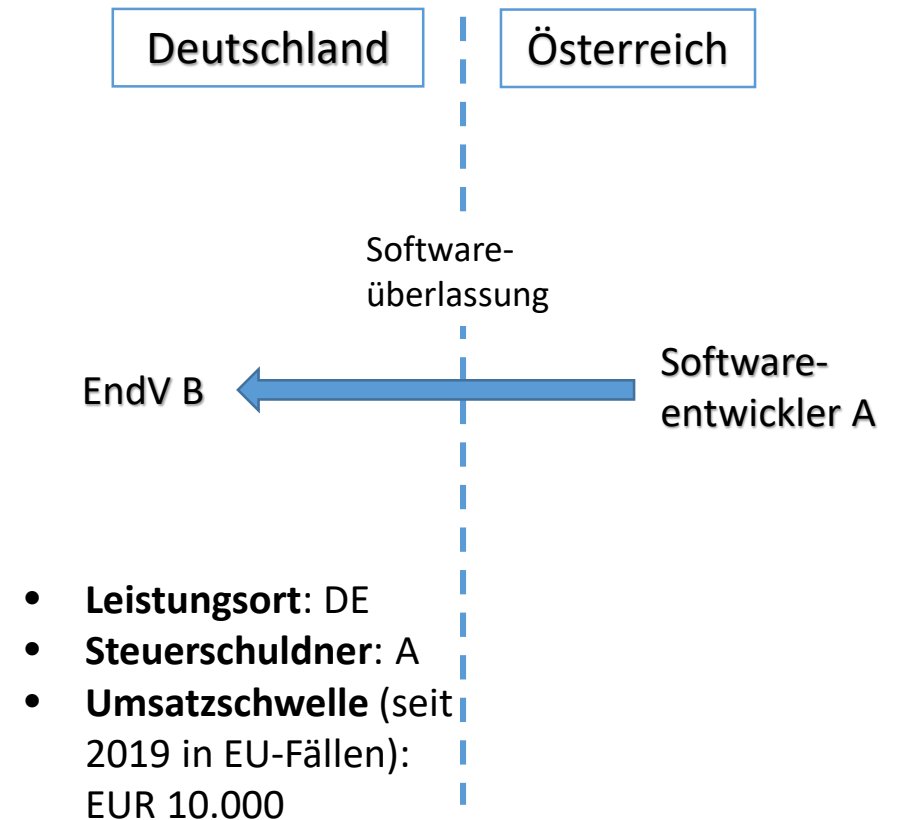 Deutschland
Österreich
Software-
überlassung
EndV B
Software-
entwickler A
• Leistungsort: DE
• Steuerschuldner: A
• Umsatzschwelle (seit
2019 in EU-Fällen):
EUR 10.000